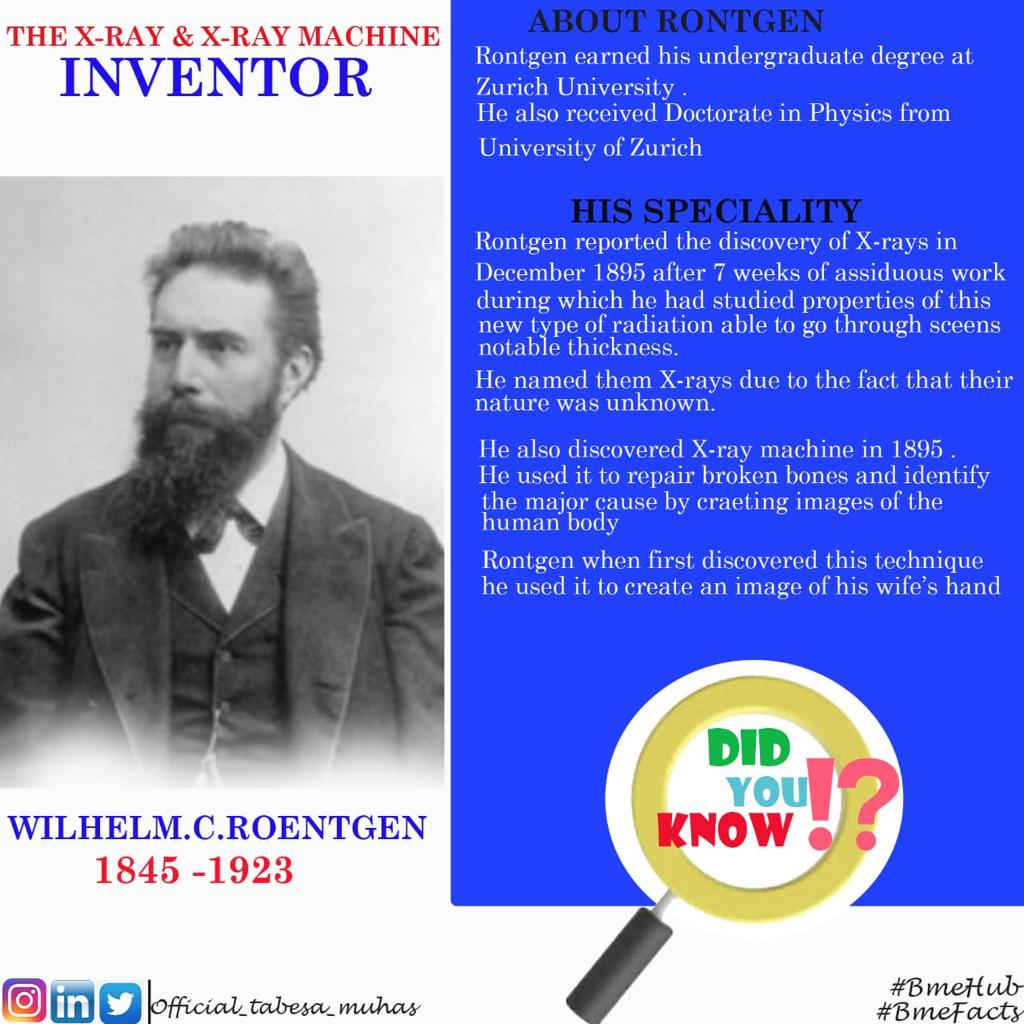 THE X-RAY & X-RAY MACHINE
INVENTOR
WILHELM.C.ROENTGEN
1845 -1923
ABOUT RONTGEN
Rontgen earned his undergraduate degree at
Zurich University .
He also received Doctorate in Physics from
University of Zurich
HIS SPECIALITY
Rontgen reported the discovery of X-rays in
December 1895 after 7 weeks of assiduous work
during which he had studied properties of this
new type of radiation able to go through sceens
notable thickness.
He named them X-rays due to the fact that their
nature was unknown.
He also discovered X-ray machine in 1895 .
He used it to repair broken bones and identify
the major cause by craeting images of the
human body
Rontgen when first discovered this technique
he used it to create an image of his wife's hand
DID
YOU
KNOW!?
in
Official_tabesa_muhas
#BmeHub
#BmeFacts